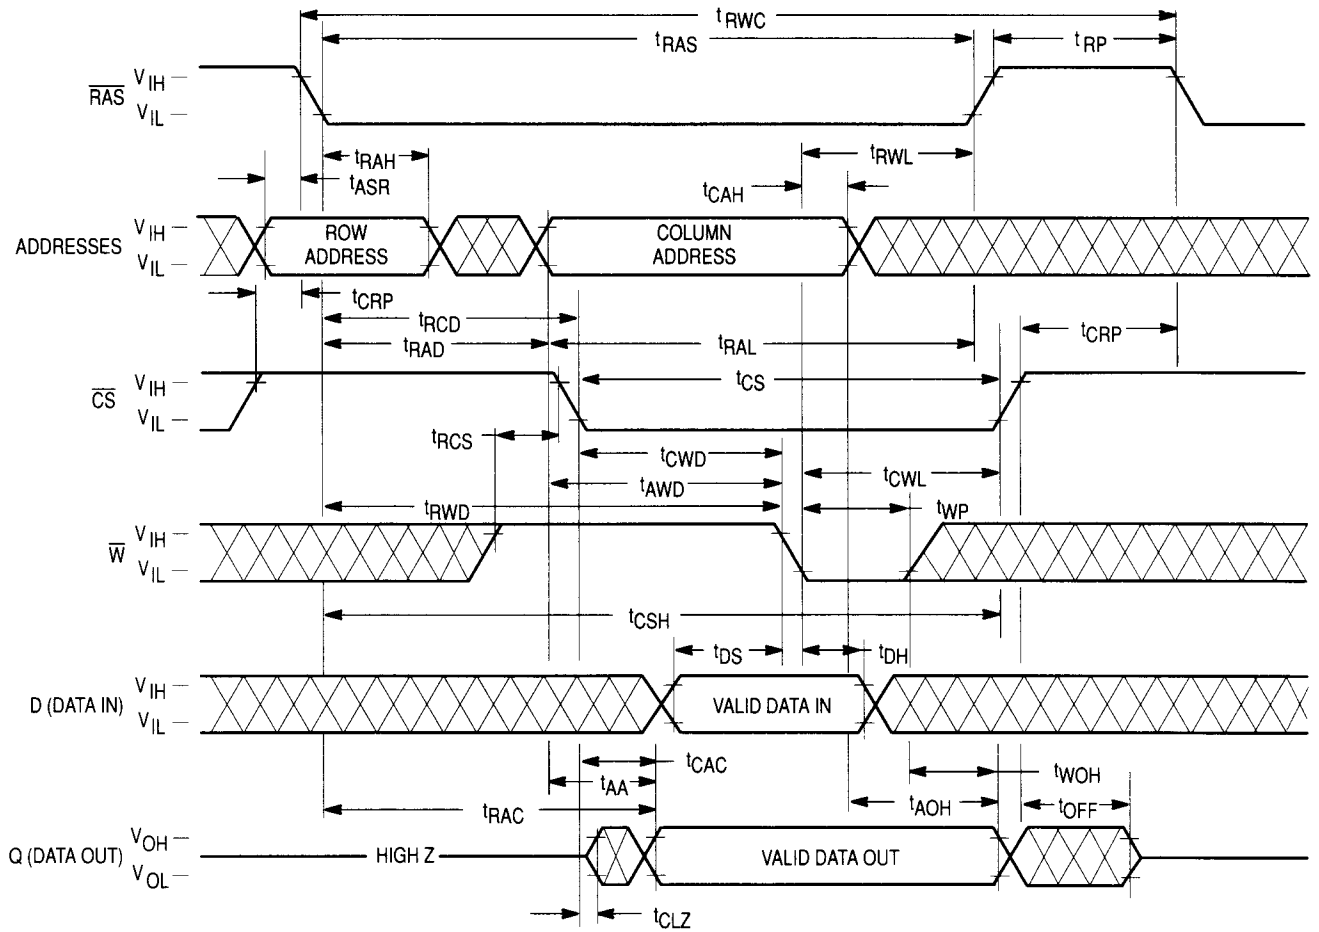 tRWC
tRAS
tRP
RAS
VIH
VIL
tRWL
tRAH
tASR
tCAH
ADDRESSES
VIH
VIL
ROW
ADDRESS
COLUMN
ADDRESS
tCRP
tRCD
tCRP
tRAD
tRAL
CS
VIH
VIL
tCS
tRCS
tCWD
tCWL
tAWD
tRWD
tWP
W
VIH
VIL
tCSH
tDS
tDH
D (DATA IN)
VIH
VIL
VALID DATA IN
tCAC
tWOH
tAA
tAOH
tOFF
tRAC
Q (DATA OUT)
VOH
VOL
HIGH Z
VALID DATA OUT
tCLZ